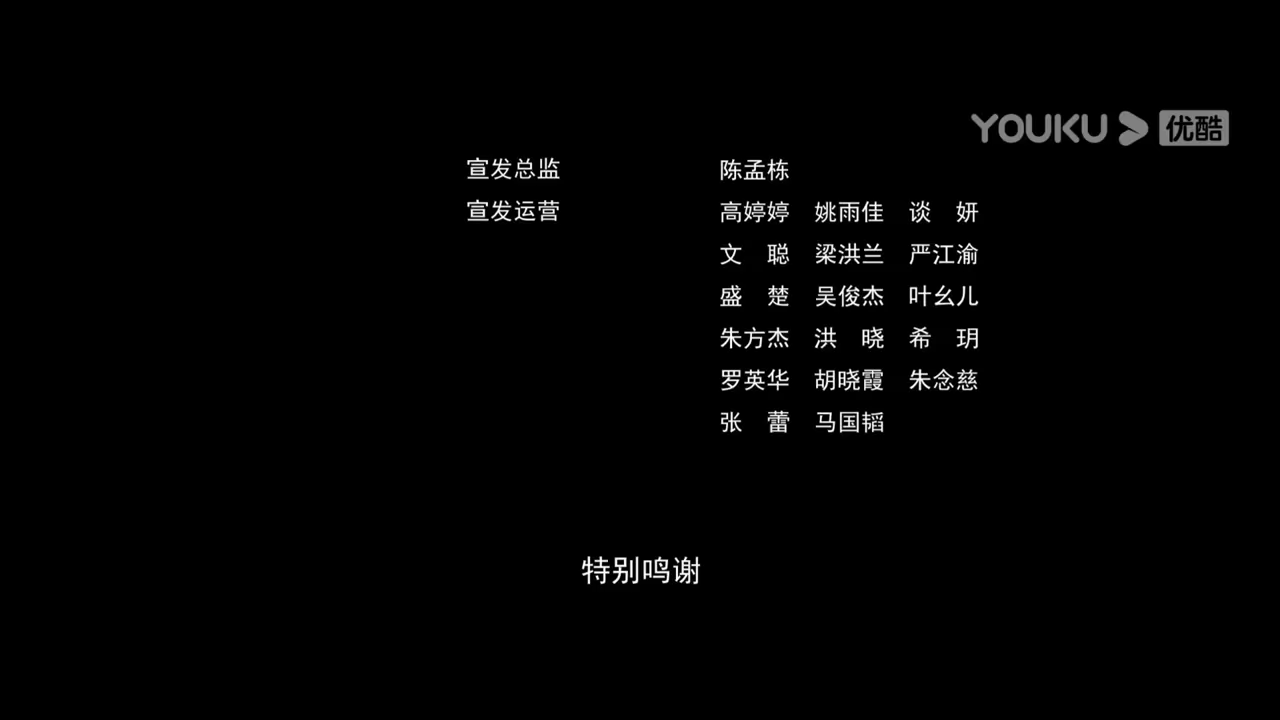 YOUKU 优酷
宣发总监 陈孟栋
宣发运营 高婷婷 姚雨佳 谈 妍
文 聪 梁洪兰 严江渝
盛 楚 吴俊杰 叶幺儿
朱方杰 洪 晓 希 玥
罗英华 胡晓霞 朱念慈
张 蕾 马国韬
特别鸣谢